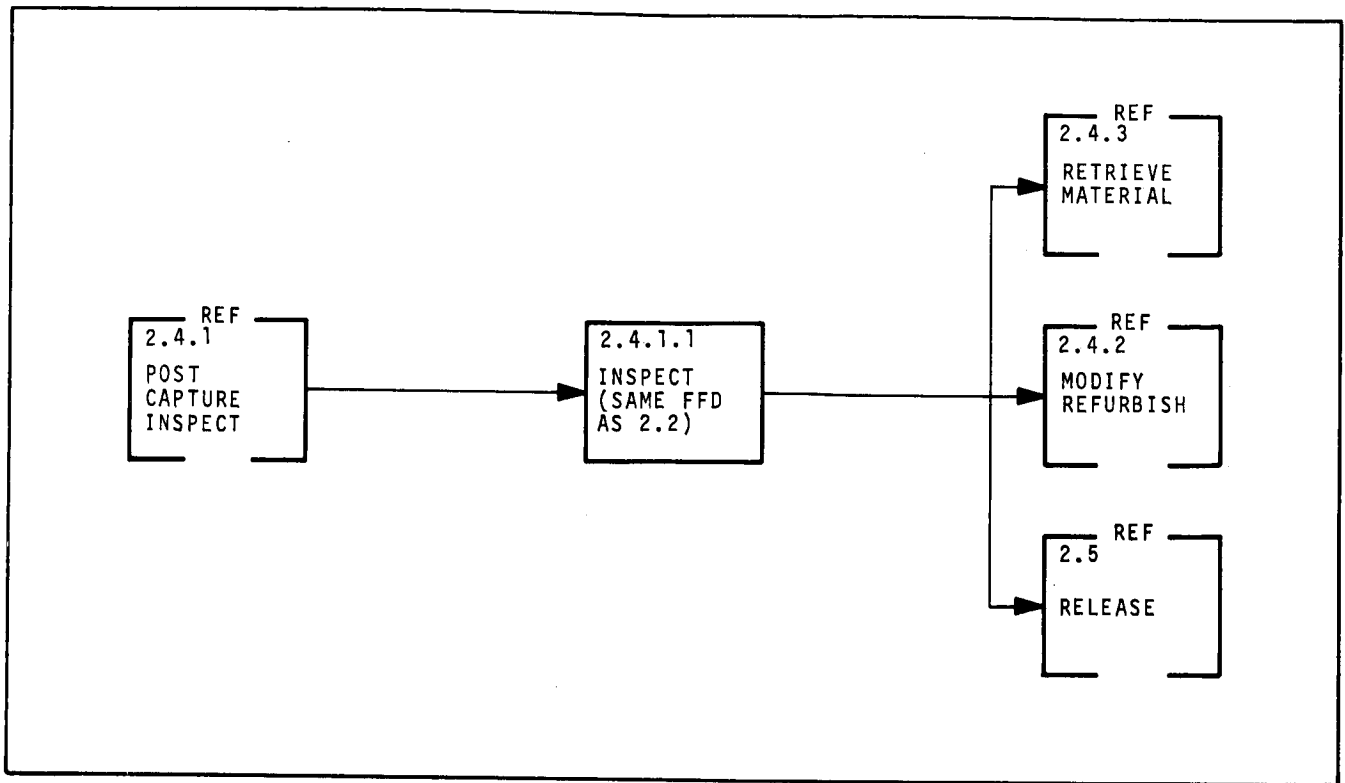 REF
2.4.1
POST
CAPTURE
INSPECT
2.4.1.1
INSPECT
(SAME FFD
AS 2.2)
REF
2.4.3
RETRIEVE
MATERIAL
REF
2.4.2
MODIFY
REFURBISH
REF
2.5
RELEASE